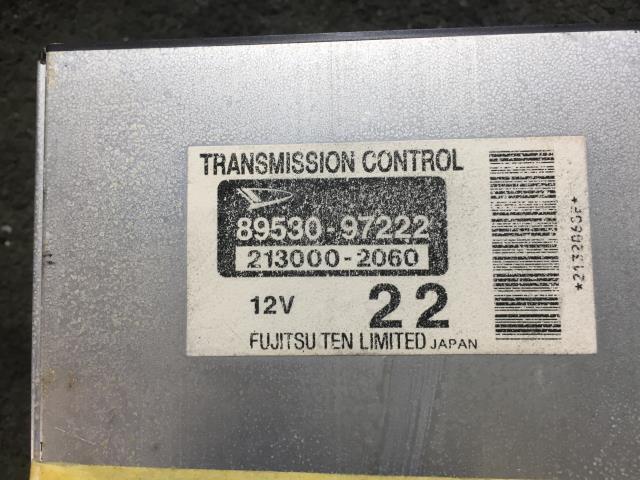 TRANSMISSION CONTROL
89530-97222
213000-2060
12V 22
FUJITSU TEN LIMITED JAPAN